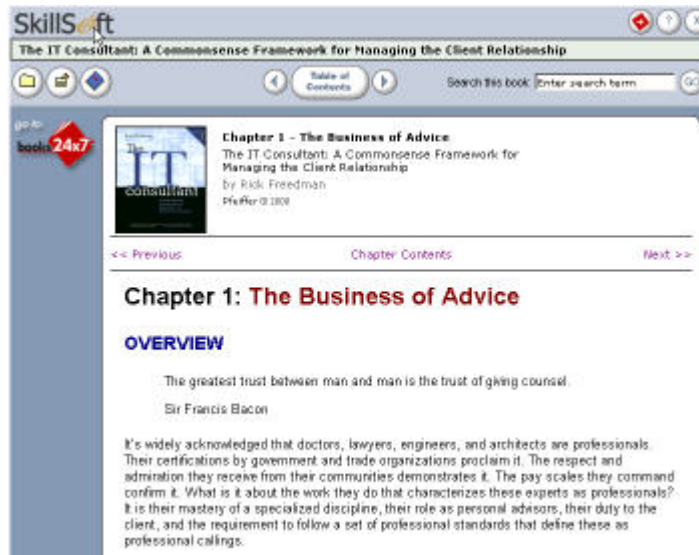 SkillSoft
The IT Consultant: A Commonsense Framework for Managing the Client Relationship
Table of
Contents
Search this book: Enter search term GO
go to
books 24x7
The
IT
consultant
Chapter 1 - The Business of Advice
The IT Consultant: A Commonsense Framework for
Managing the Client Relationship
by Rick Freedman
Pfeiffer © 2000
<< Previous Chapter Contents Next >>
Chapter 1: The Business of Advice
OVERVIEW
The greatest trust between man and man is the trust of giving counsel.
Sir Francis Bacon
It's widely acknowledged that doctors, lawyers, engineers, and architects are professionals.
Their certifications by government and trade organizations proclaim it. The respect and
admiration they receive from their communities demonstrates it. The pay scales they command
confirm it. What is it about the work they do that characterizes these experts as professionals?
It is their mastery of a specialized discipline, their role as personal advisors, their duty to the
client, and the requirement to follow a set of professional standards that define these as
professional callings.